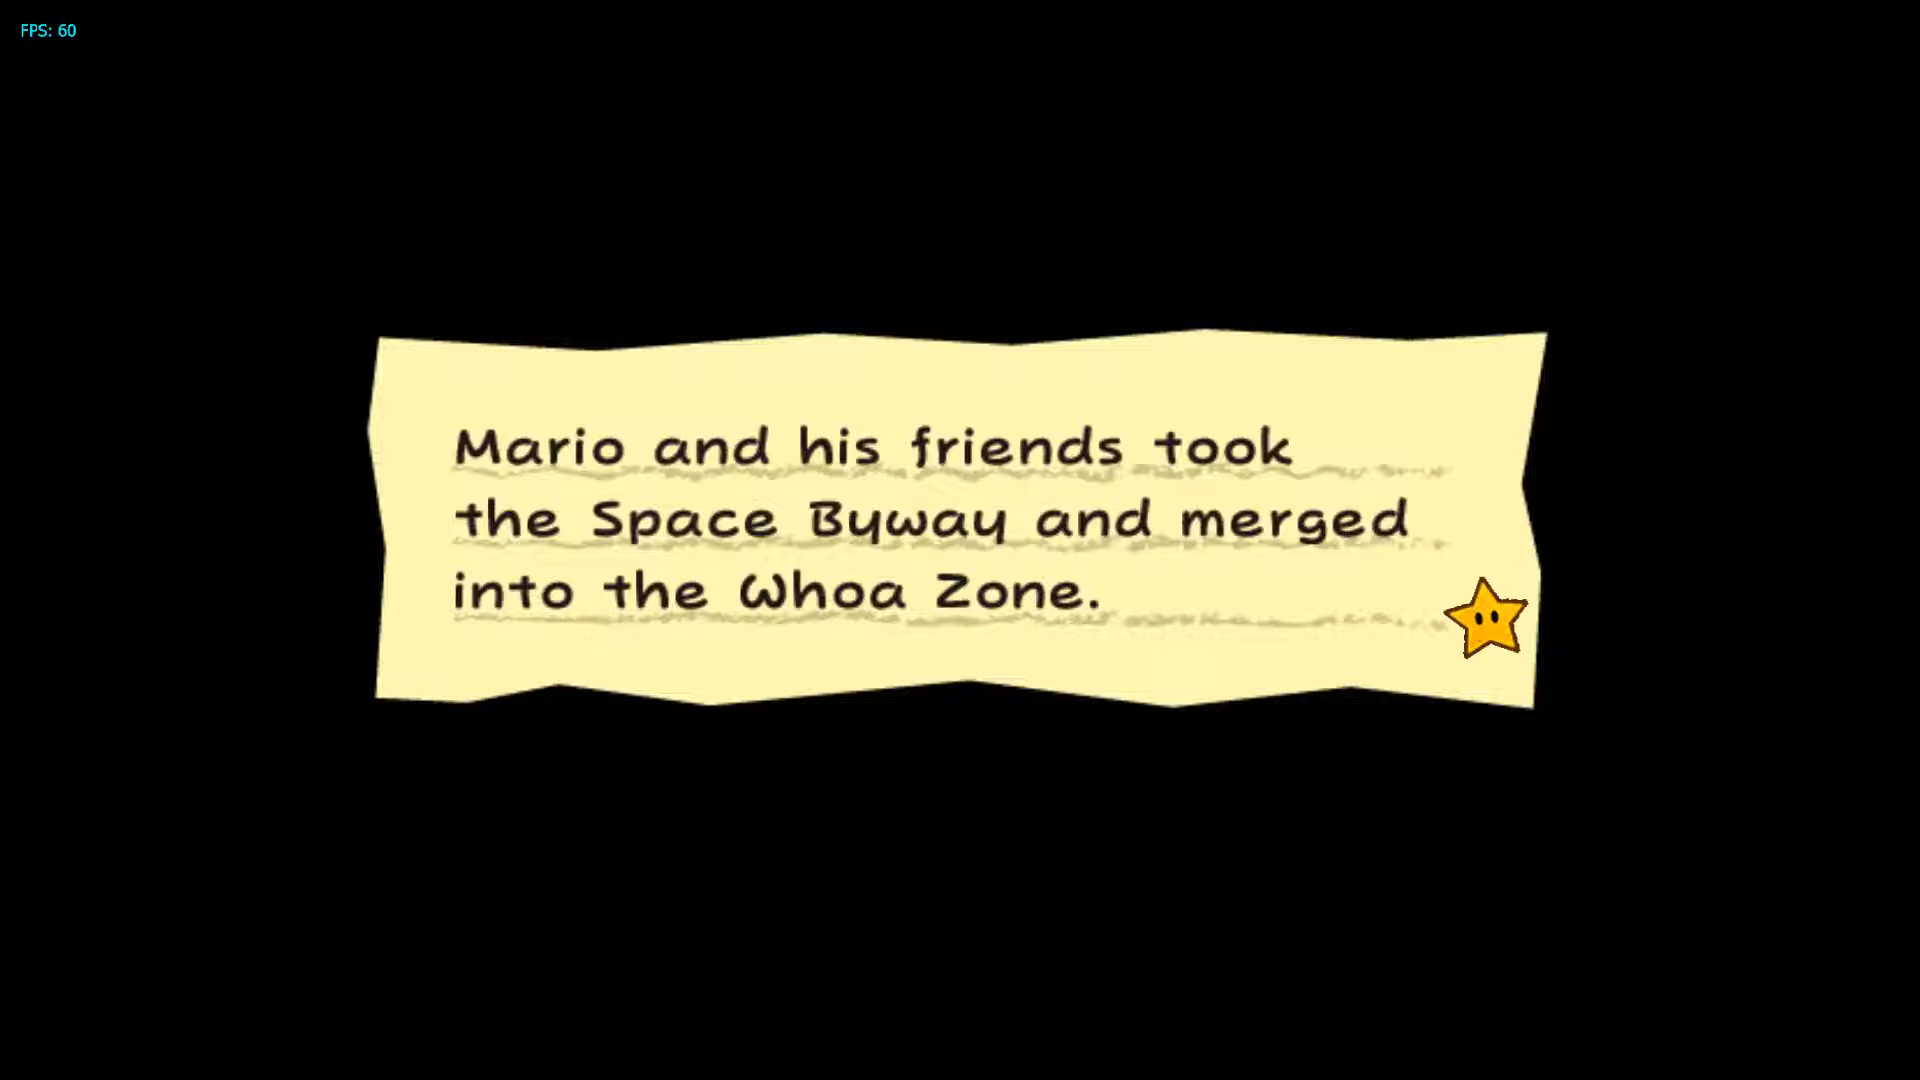 FPS: 60
Mario and his friends took
the Space Byway and merged
into the Whoa Zone.